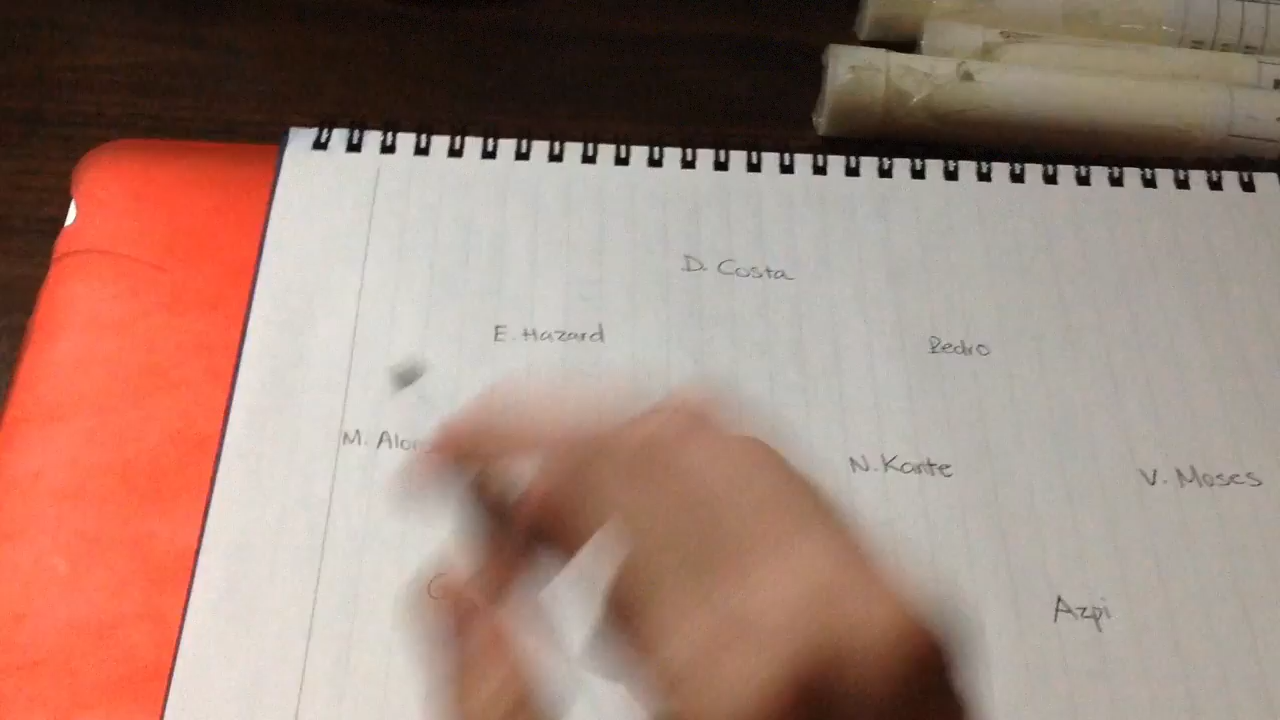 D. Costa
E. Hazard
Pedro
M.
N. Kante
V. Moses
Azpi